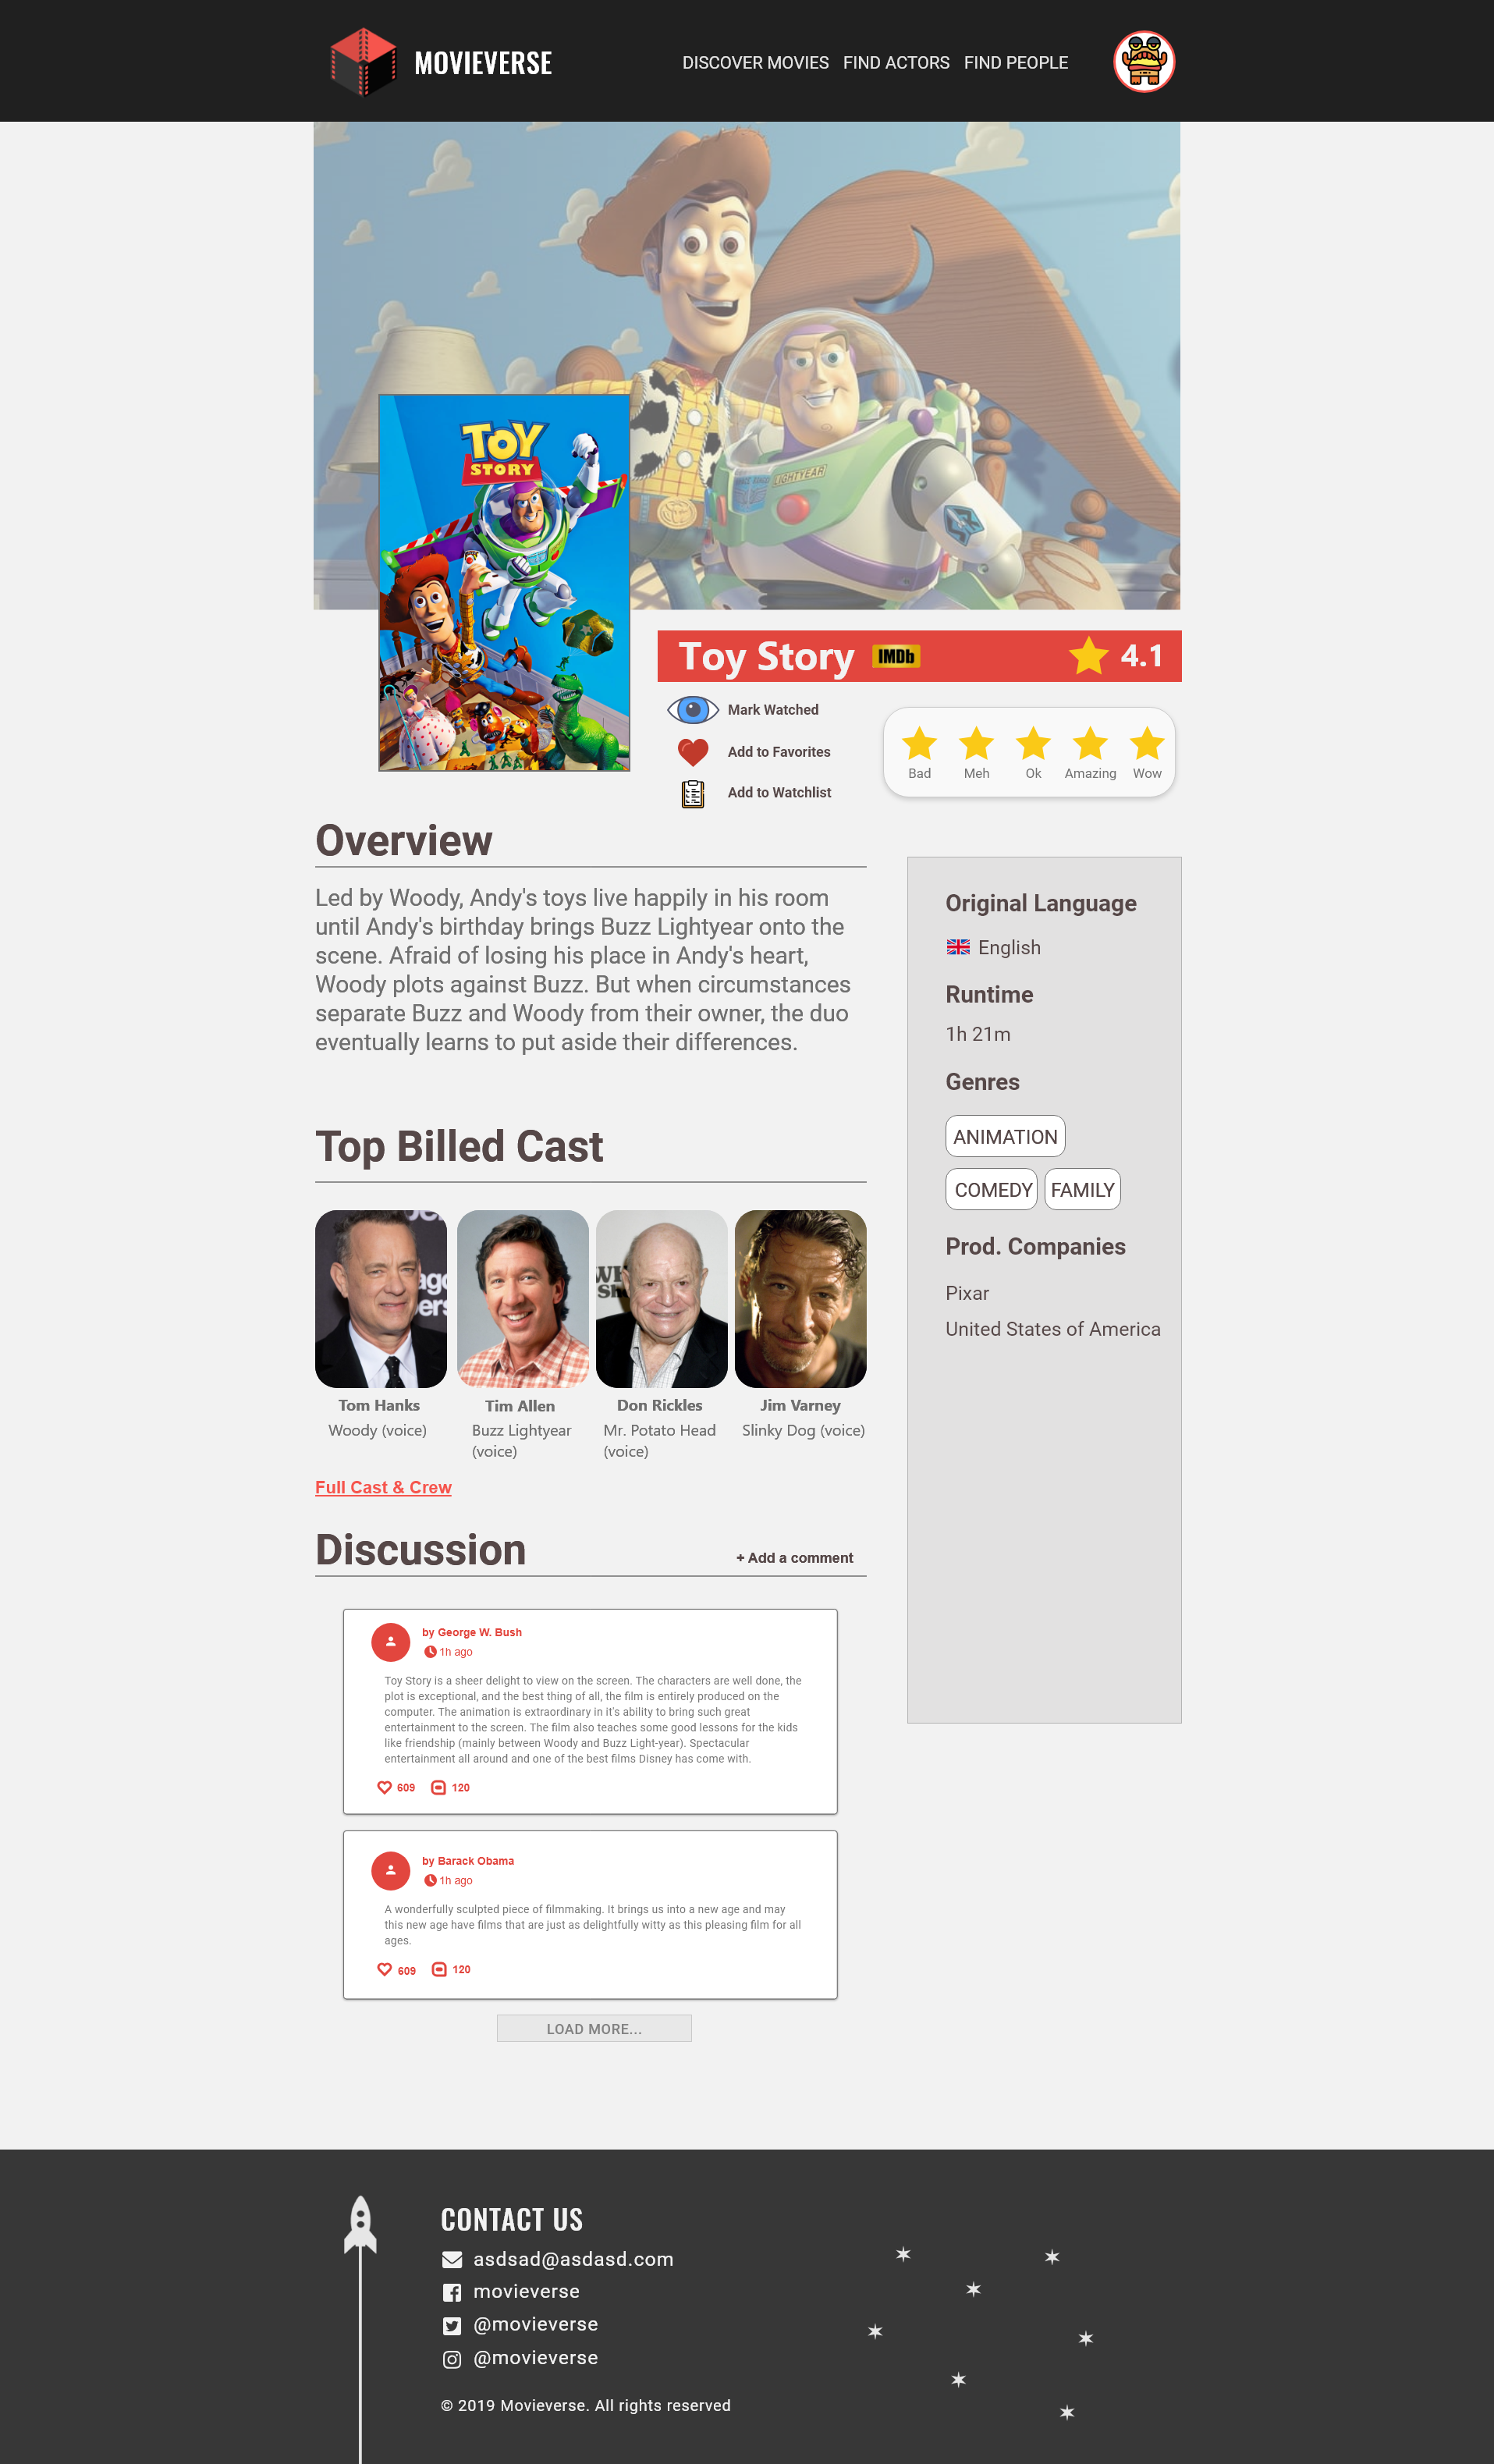 MOVIEVERSE
DISCOVER MOVIES FIND ACTORS FIND PEOPLE
LIGHTYEAR
TOY
STORY
Toy Story IMDb 4.1
Mark Watched
Add to Favorites
Add to Watchlist
Bad Meh Ok Amazing Wow
Overview
Led by Woody, Andy's toys live happily in his room
until Andy's birthday brings Buzz Lightyear onto the
scene. Afraid of losing his place in Andy's heart,
Woody plots against Buzz. But when circumstances
separate Buzz and Woody from their owner, the duo
eventually learns to put aside their differences.
Original Language
English
Runtime
1h 21m
Genres
ANIMATION
COMEDY FAMILY
Prod. Companies
Pixar
United States of America
Top Billed Cast
Tom Hanks
Woody (voice)
Tim Allen
Buzz Lightyear
(voice)
Don Rickles
Mr. Potato Head
(voice)
Jim Varney
Slinky Dog (voice)
Full Cast & Crew
Discussion
+ Add a comment
by George W. Bush
1h ago
Toy Story is a sheer delight to view on the screen. The characters are well done, the
plot is exceptional, and the best thing of all, the film is entirely produced on the
computer. The animation is extraordinary in it's ability to bring such great
entertainment to the screen. The film also teaches some good lessons for the kids
like friendship (mainly between Woody and Buzz Light-year). Spectacular
entertainment all around and one of the best films Disney has come with.
609 120
by Barack Obama
1h ago
A wonderfully sculpted piece of filmmaking. It brings us into a new age and may
this new age have films that are just as delightfully witty as this pleasing film for all
ages.
609 120
LOAD MORE...
CONTACT US
asdsad@asdasd.com
movieverse
@movieverse
@movieverse
© 2019 Movieverse. All rights reserved